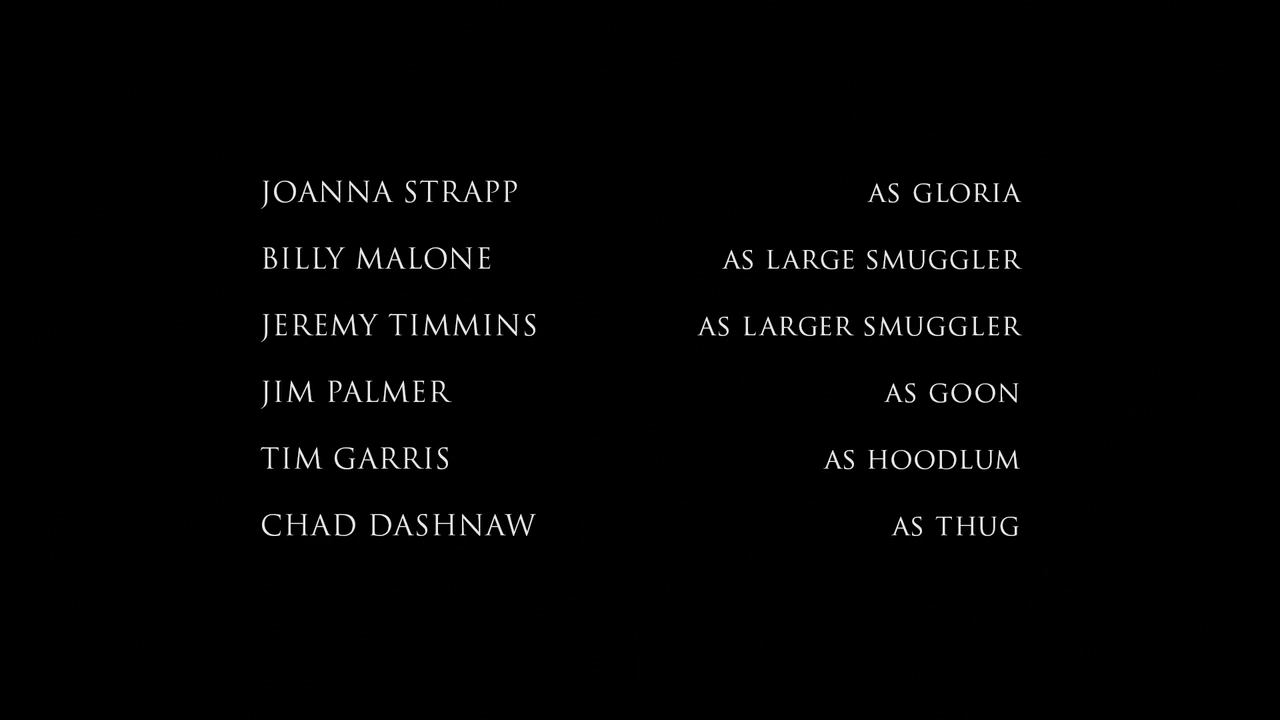 JOANNA STRAPP AS GLORIA
BILLY MALONE AS LARGE SMUGGLER
JEREMY TIMMINS AS LARGER SMUGGLER
JIM PALMER AS GOON
TIM GARRIS AS HOODLUM
CHAD DASHNAW AS THUG